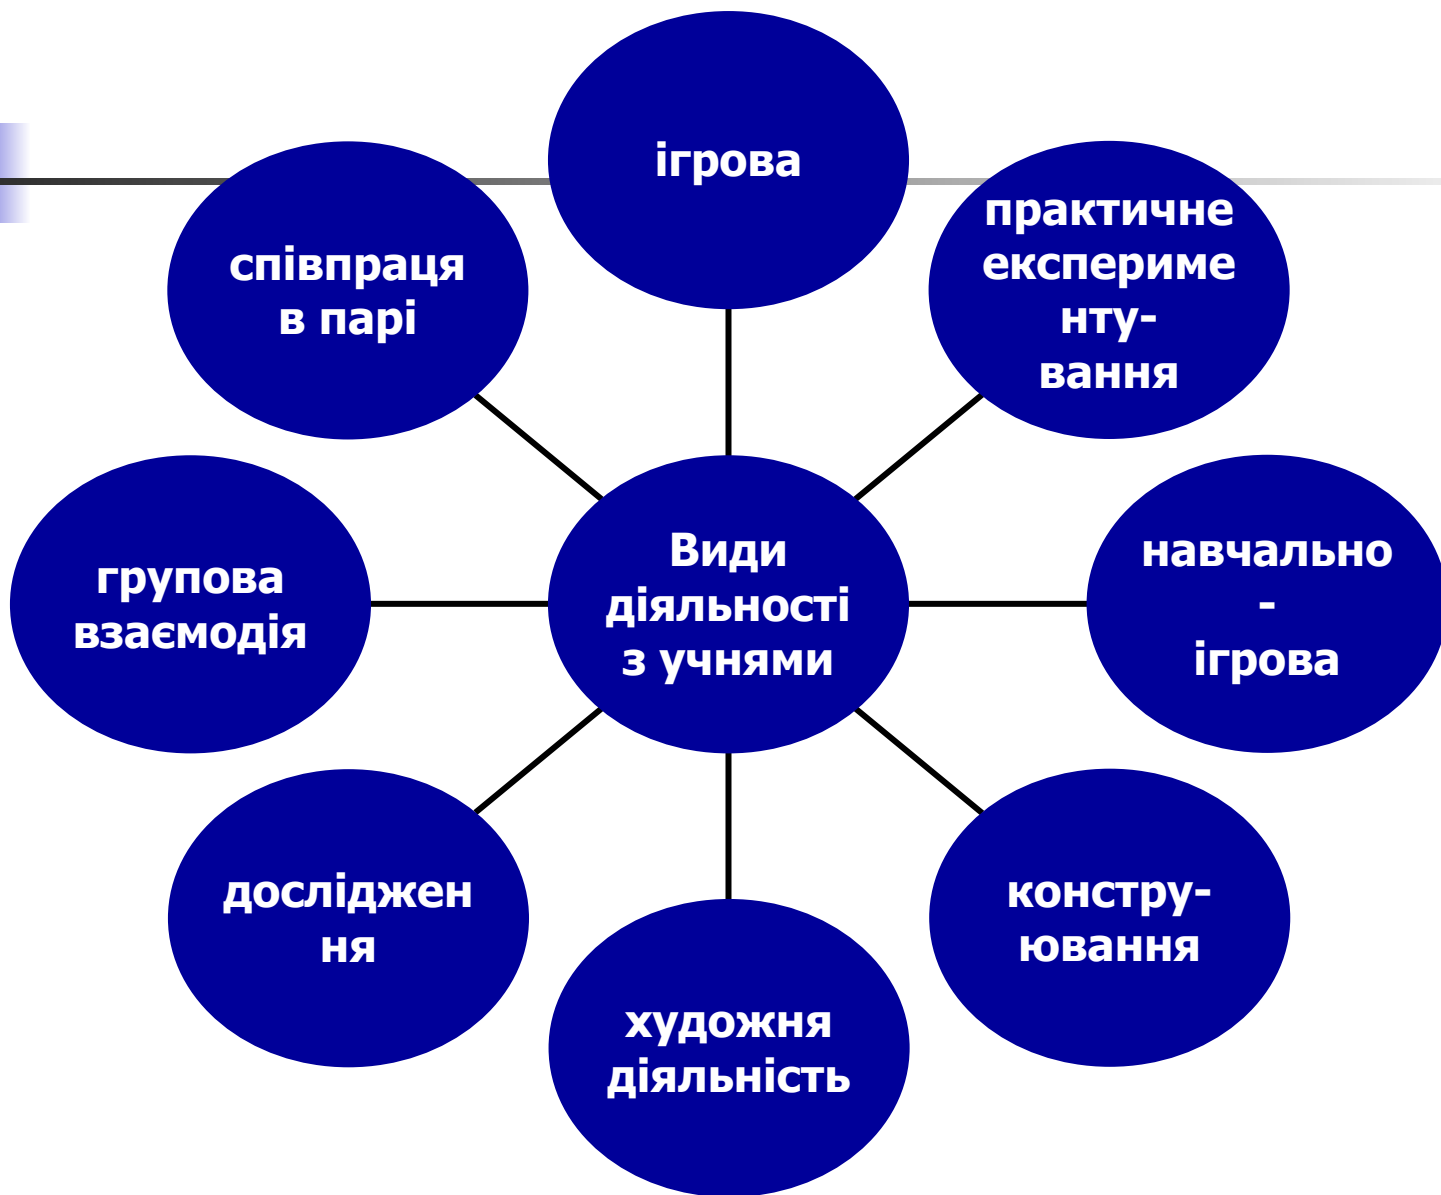 ігрова
практичне
експериме
нту-
вання
співпраця
в парі
Види
діяльності
з учнями
навчально
-
ігрова
групова
взаємодія
дослiджен
ня
констру-
ювання
художня
діяльність